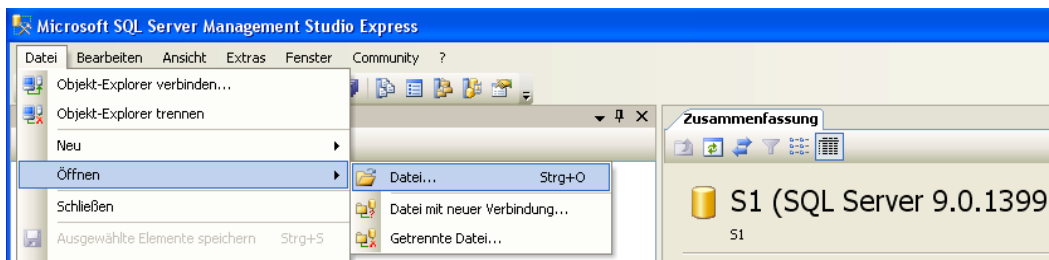 Microsoft SQL Server Management Studio Express
Datei Bearbeiten Ansicht Extras Fenster Community ?
Objekt-Explorer verbinden...
Objekt-Explorer trennen
Neu
Öffnen
Schließen
Ausgewählte Elemente speichern Strg+S
Datei... Strg+O
Datei mit neuer Verbindung...
Getrennte Datei...
Zusammenfassung
S1 (SQL Server 9.0.1399
S1